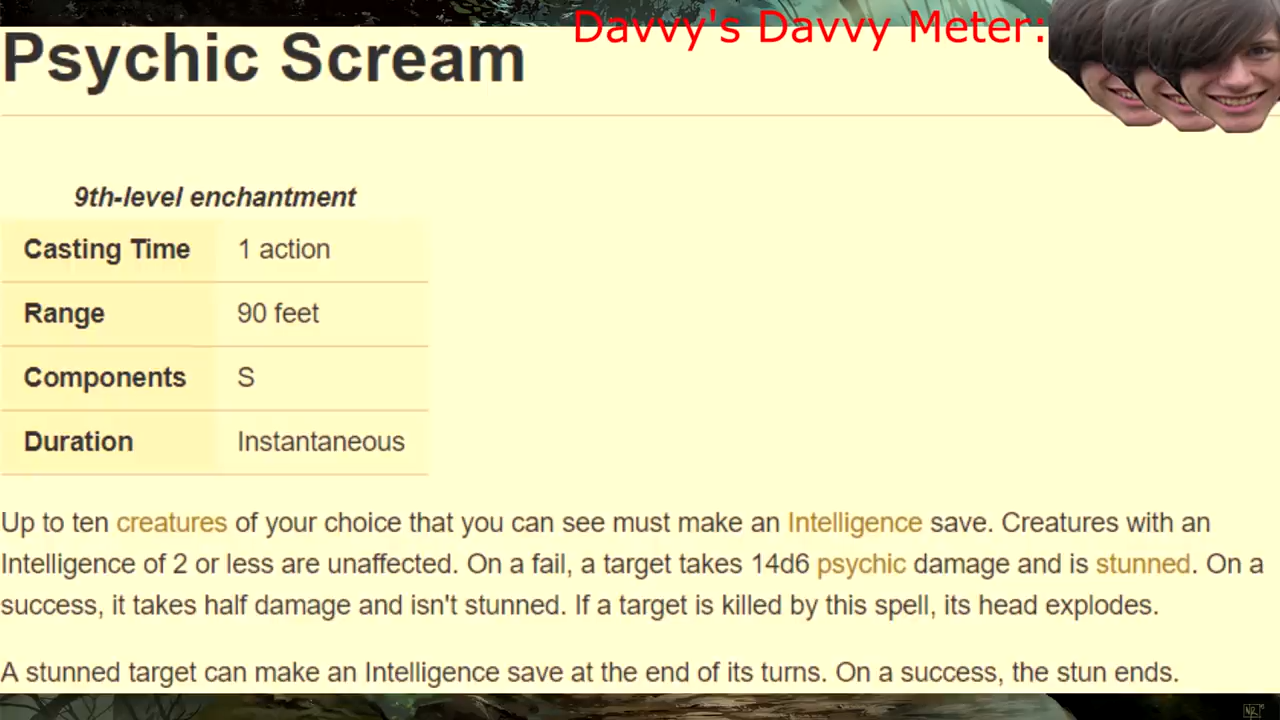 Davvy's Davvy Meter:
Psychic Scream
9th-level enchantment
Casting Time 1 action
Range 90 feet
Components S
Duration Instantaneous
Up to ten creatures of your choice that you can see must make an Intelligence save. Creatures with an
Intelligence of 2 or less are unaffected. On a fail, a target takes 14d6 psychic damage and is stunned. On a
success, it takes half damage and isn't stunned. If a target is killed by this spell, its head explodes.
A stunned target can make an Intelligence save at the end of its turns. On a success, the stun ends.